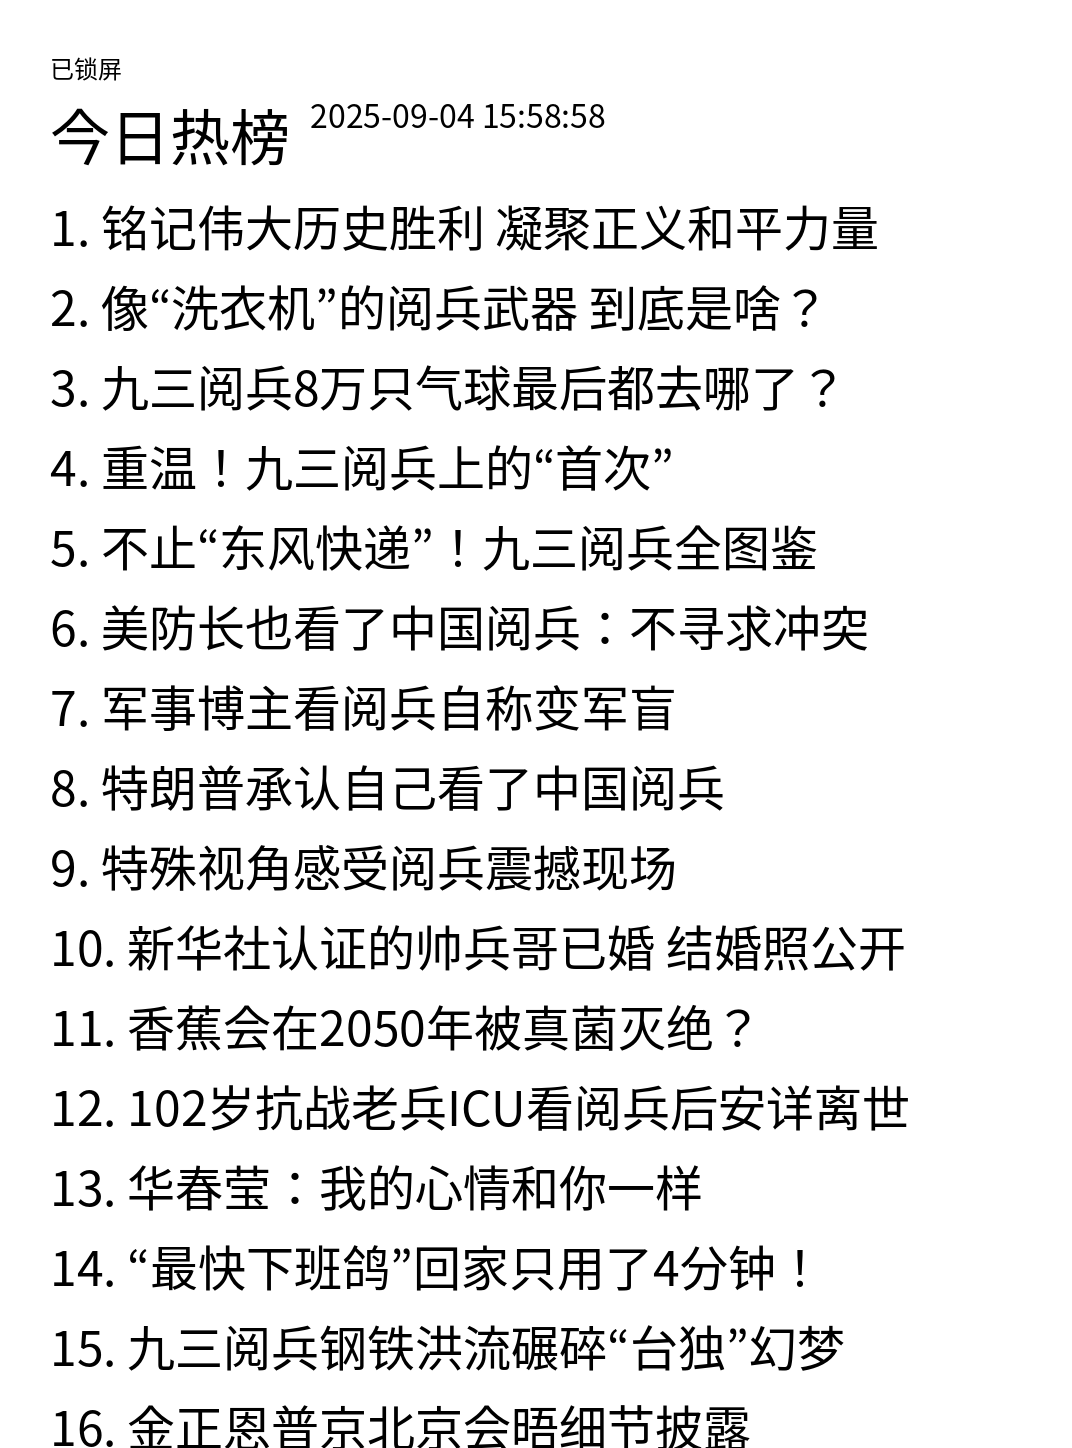 已锁屏
今日热榜 2025-09-04 15:58:58
1. 铭记伟大历史胜利 凝聚正义和平力量
2. 像“洗衣机”的阅兵武器 到底是啥？
3. 九三阅兵8万只气球最后都去哪了？
4. 重温！九三阅兵上的“首次”
5. 不止“东风快递”！九三阅兵全图鉴
6. 美防长也看了中国阅兵：不寻求冲突
7. 军事博主看阅兵自称变军盲
8. 特朗普承认自己看了中国阅兵
9. 特殊视角感受阅兵震撼现场
10. 新华社认证的帅兵哥已婚 结婚照公开
11. 香蕉会在2050年被真菌灭绝？
12. 102岁抗战老兵ICU看阅兵后安详离世
13. 华春莹：我的心情和你一样
14. “最快下班鸽”回家只用了4分钟！
15. 九三阅兵钢铁洪流碾碎“台独”幻梦
16. 金正恩普京北京会晤细节披露